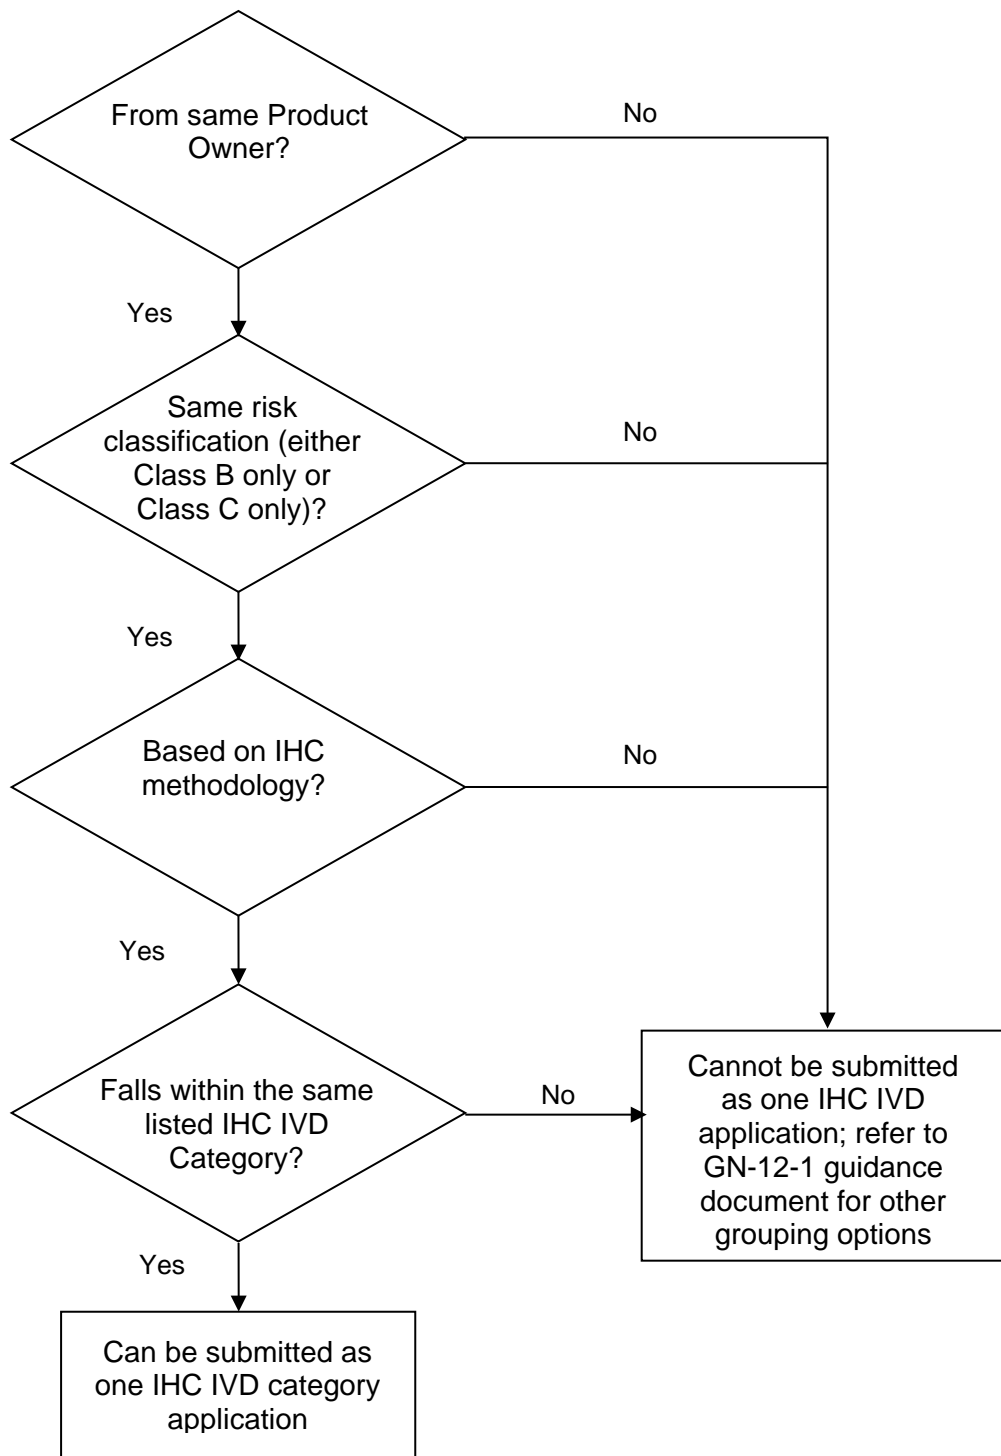 From same Product
Owner?
No
Yes
Same risk
classification (either
Class B only or
Class C only)?
No
Yes
Based on IHC
methodology?
No
Yes
Falls within the same
listed IHC IVD
Category?
No
Cannot be submitted
as one IHC IVD
application; refer to
GN-12-1 guidance
document for other
grouping options
Yes
Can be submitted as
one IHC IVD category
application